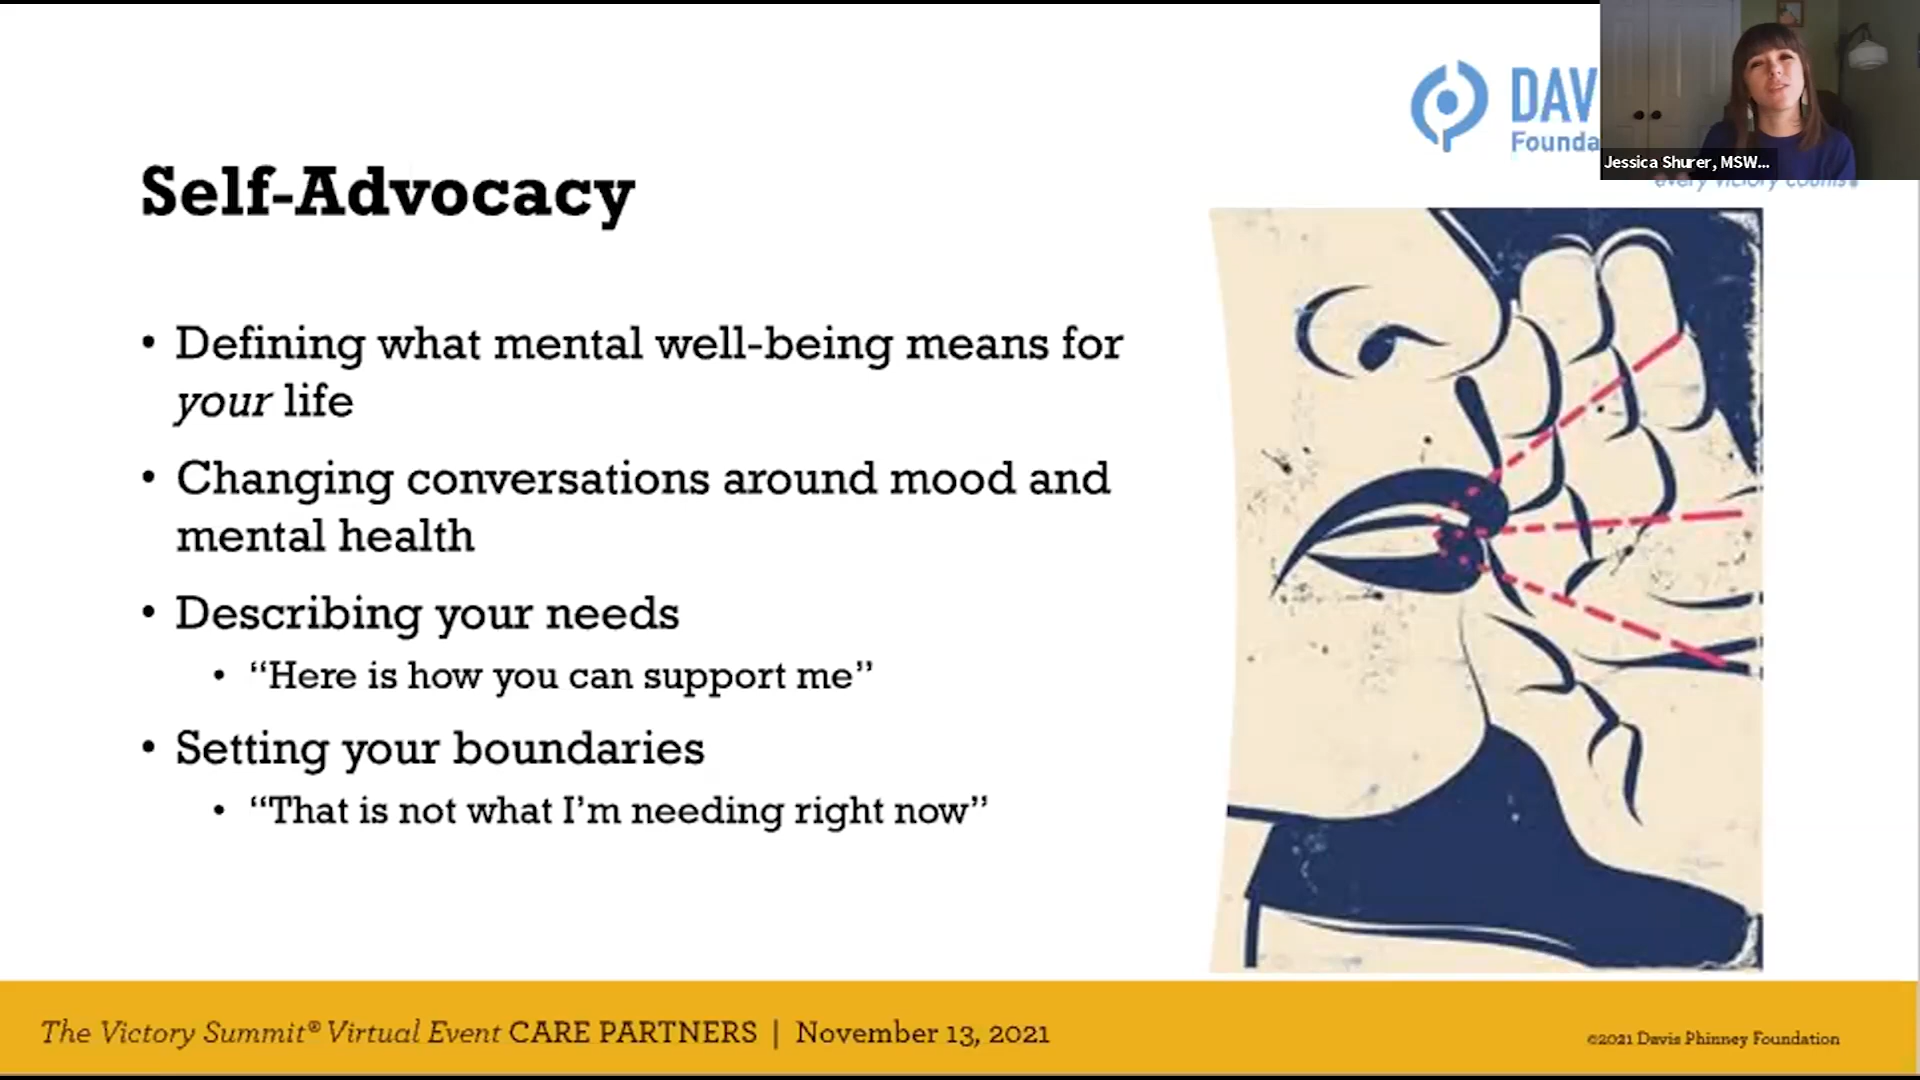 DAV
Founda
Jessica Shurer, MSW...
every victory counts.
Self-Advocacy
• Defining what mental well-being means for
your life
• Changing conversations around mood and
mental health
• Describing your needs
• “Here is how you can support me”
• Setting your boundaries
• “That is not what I’m needing right now”
The Victory Summit® Virtual Event CARE PARTNERS | November 13, 2021
©2021 Davis Phinney Foundation